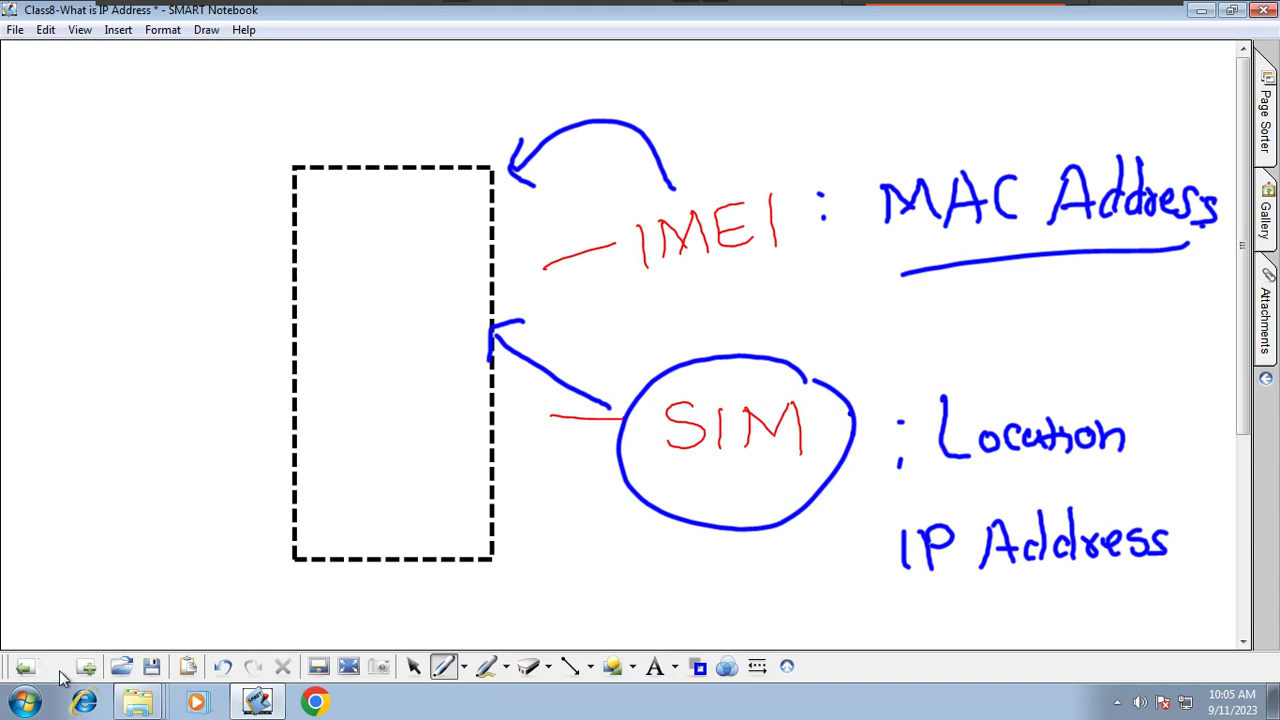 Class8-What is IP Address * - SMART Notebook
File Edit View Insert Format Draw Help
IMEI : MAC Address
SIM : Location
IP Address
Page Sorter
Gallery
Attachments
A
10:05 AM
9/11/2023